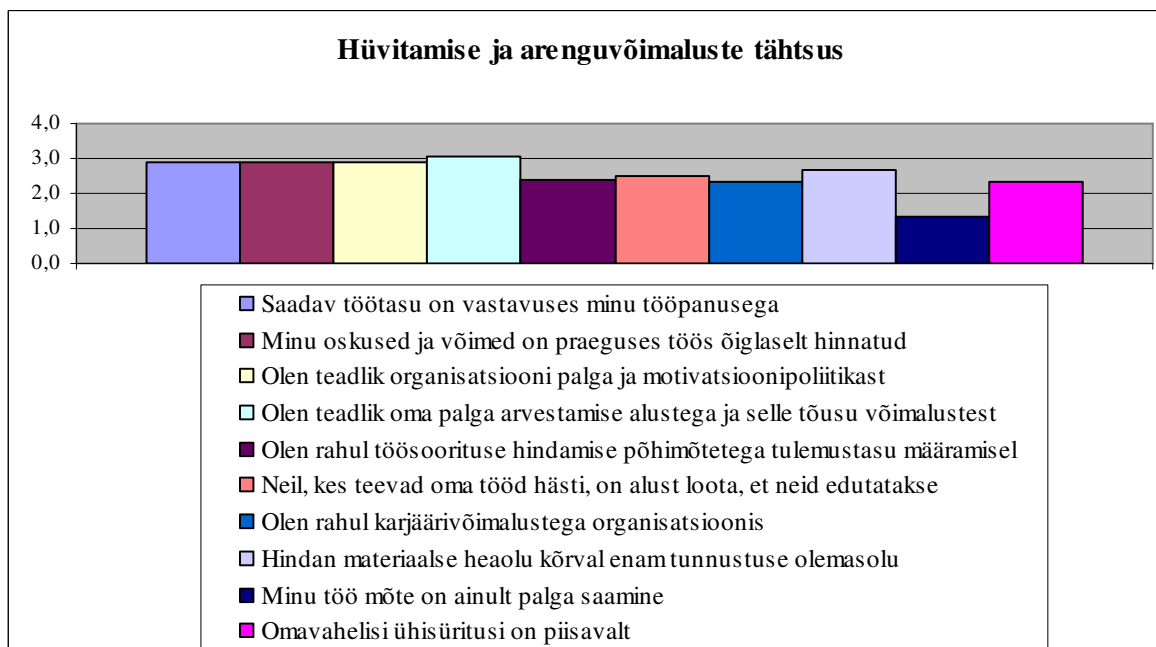 Hüvitamise ja arenguvõimaluste tähtsus
4,0
3,0
2,0
1,0
0,0
Saadav töötasu on vastavuses minu tööpanusega
Minu oskused ja võimed on praeguses töös õiglaselt hinnatud
Olen teadlik organisatsiooni palga ja motivatsioonipoliitikast
Olen teadlik oma palga arvestamise alustega ja selle tõusu võimalustest
Olen rahul töösoorituse hindamise põhimõtetega tulemustasu määramisel
Neil, kes teevad oma tööd hästi, on alust loota, et neid edutatakse
Olen rahul karjäärivõimalustega organisatsioonis
Hindan materiaalse heaolu kõrval enam tunnustuse olemasolu
Minu töö mõte on ainult palga saamine
Omavahelisi ühisüritusi on piisavalt